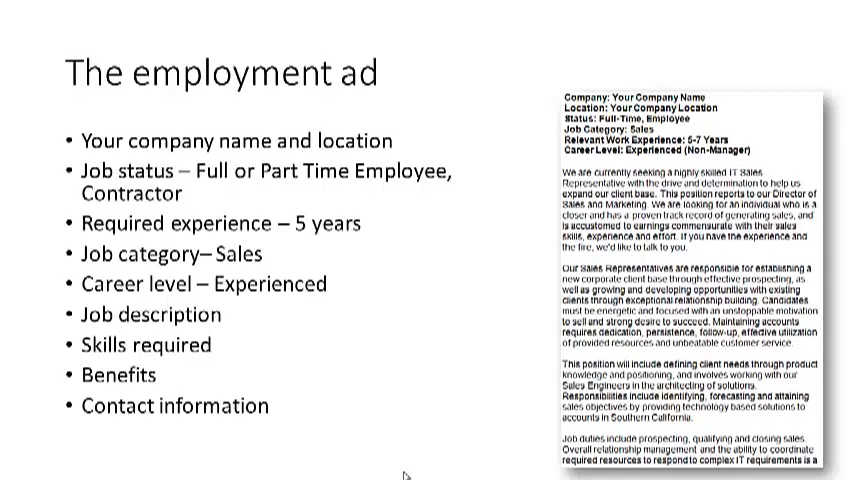 The employment ad
• Your company name and location
• Job status – Full or Part Time Employee,
Contractor
• Required experience – 5 years
• Job category– Sales
• Career level – Experienced
• Job description
• Skills required
• Benefits
• Contact information
Company: Your Company Name
Location: Your Company Location
Status: Full-Time, Employee
Job Category: Sales
Relevant Work Experience: 5-7 Years
Career Level: Experienced (Non-Manager)
We are currently seeking a highly skilled IT Sales
Representative with the drive and determination to help us
expand our client base. This position reports to our Director of
Sales and Marketing. We are looking for an individual who is a
closer and has a proven track record of generating sales, and
is accustomed to earnings commensurate with their sales
skills, experience and effort. If you have the experience and
the fire, we'd like to talk to you.
Our Sales Representatives are responsible for establishing a
new corporate client base through effective prospecting, as
well as growing and developing opportunities with existing
clients through exceptional relationship building. Candidates
must be energetic and focused with an unstoppable motivation
to sell and strong desire to succeed. Maintaining accounts
requires dedication, persistence, follow-up, effective utilization
of provided resources and unbeatable customer service.
This position will include defining client needs through product
knowledge and positioning, and involves working with our
Sales Engineers in the architecting of solutions.
Responsibilities include identifying, forecasting and attaining
sales objectives by providing technology based solutions to
accounts in Southern California.
Job duties include prospecting, qualifying and closing sales.
Overall relationship management and the ability to coordinate
required resources to respond to complex IT requirements is a